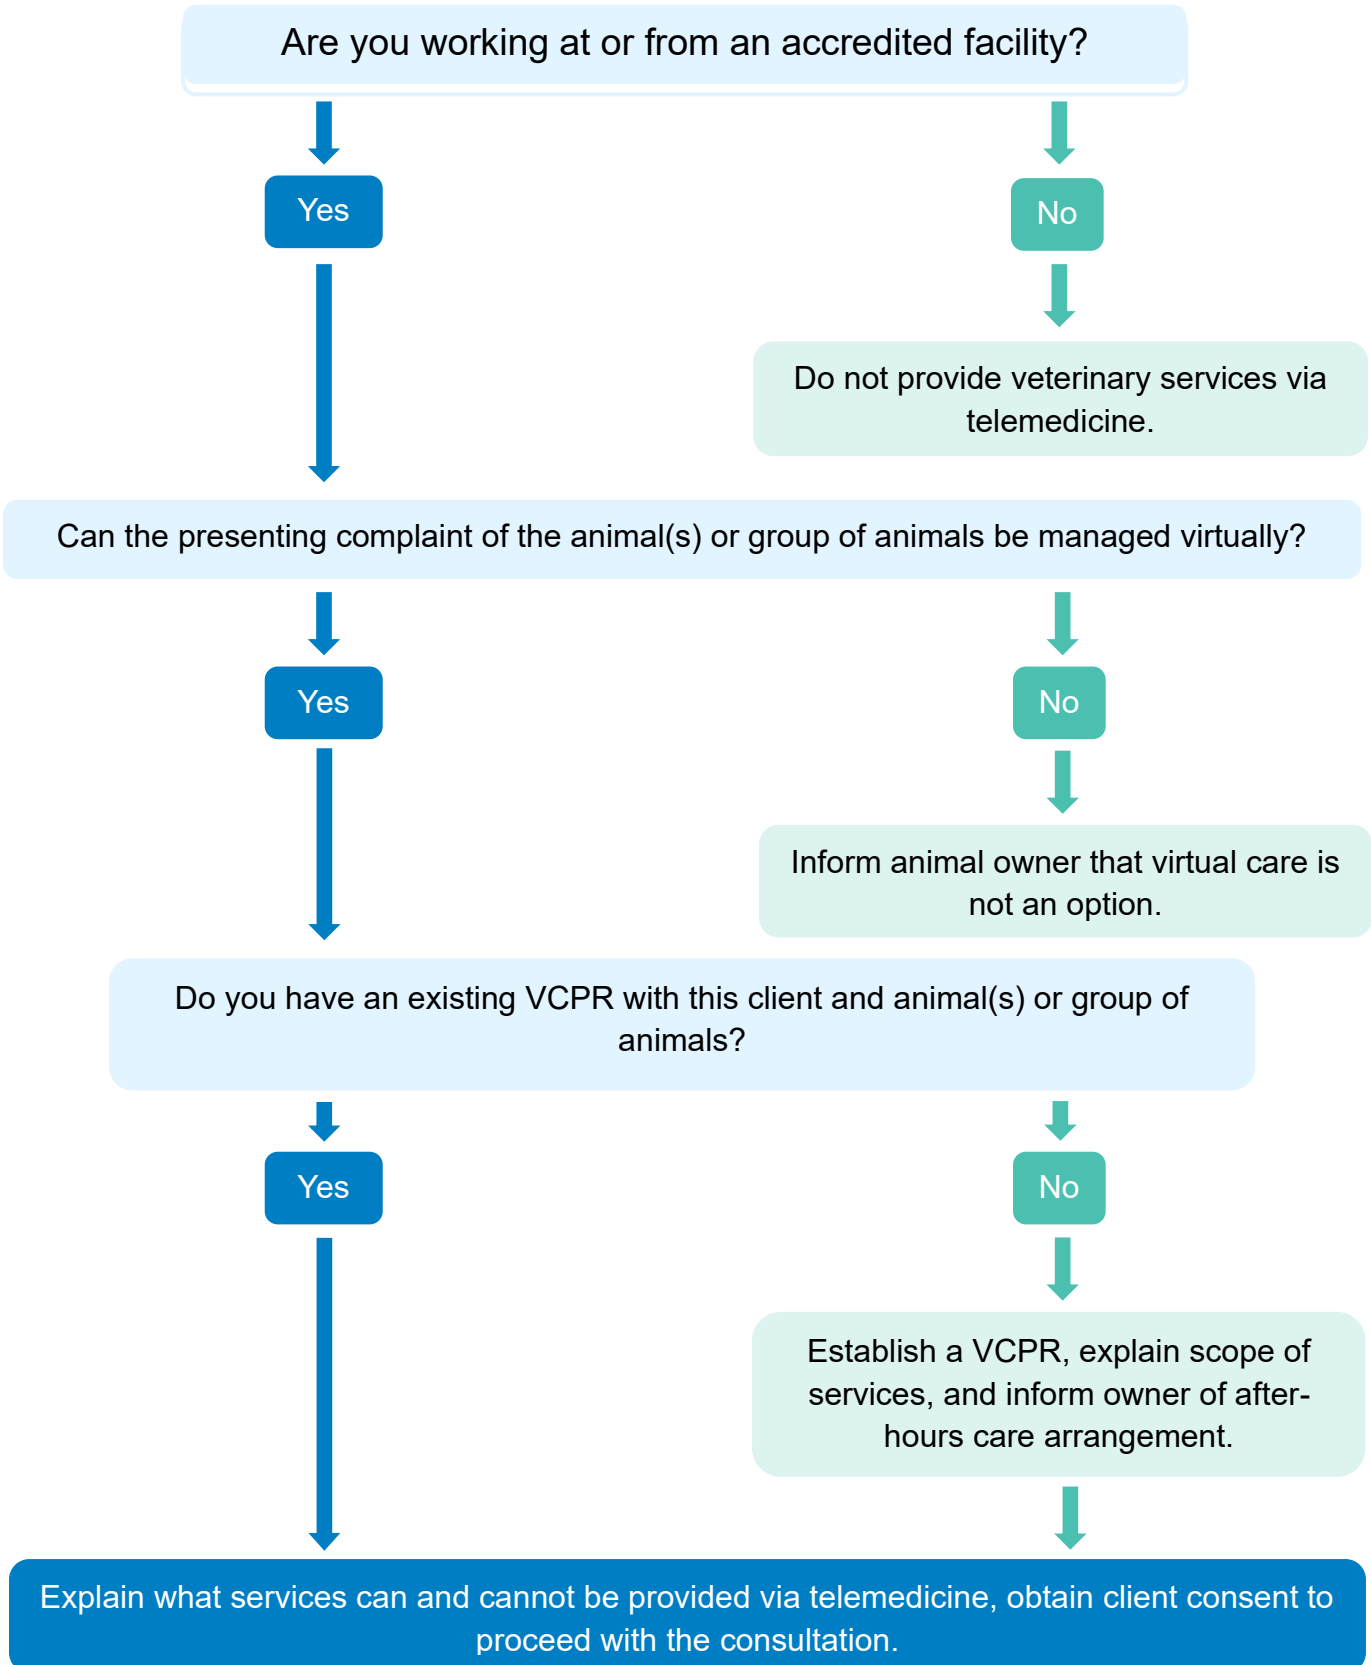 Are you working at or from an accredited facility?
Yes
No
Do not provide veterinary services via
telemedicine.
Can the presenting complaint of the animal(s) or group of animals be managed virtually?
Yes
No
Inform animal owner that virtual care is
not an option.
Do you have an existing VCPR with this client and animal(s) or group of
animals?
Yes
No
Establish a VCPR, explain scope of
services, and inform owner of after-
hours care arrangement.
Explain what services can and cannot be provided via telemedicine, obtain client consent to
proceed with the consultation.